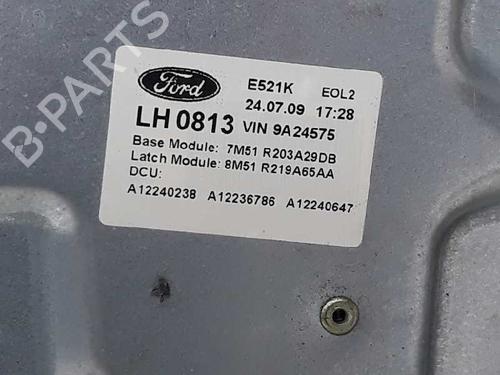 Ford
E521K EOL2
24.07.09 17:28
LH 0813 VIN 9A24575
Base Module: 7M51 R203A29DB
Latch Module: 8M51 R219A65AA
DCU:
A12240238 A12236786 A12240647